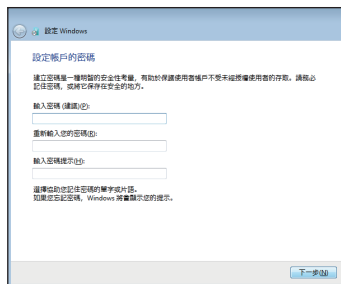 設定 Windows
設定帳戶的密碼
建立密碼是一種明智的安全性考量，有助於保護使用者帳戶不受未經授權使用者的存取。請務必
記住密碼，或將它保存在安全的地方。
輸入密碼 (建議)(P):
重新輸入您的密碼(R):
輸入密碼提示(H):
選擇協助您記住密碼的單字或片語。
如果您忘記密碼，Windows 將會顯示您的提示。
下一步(N)